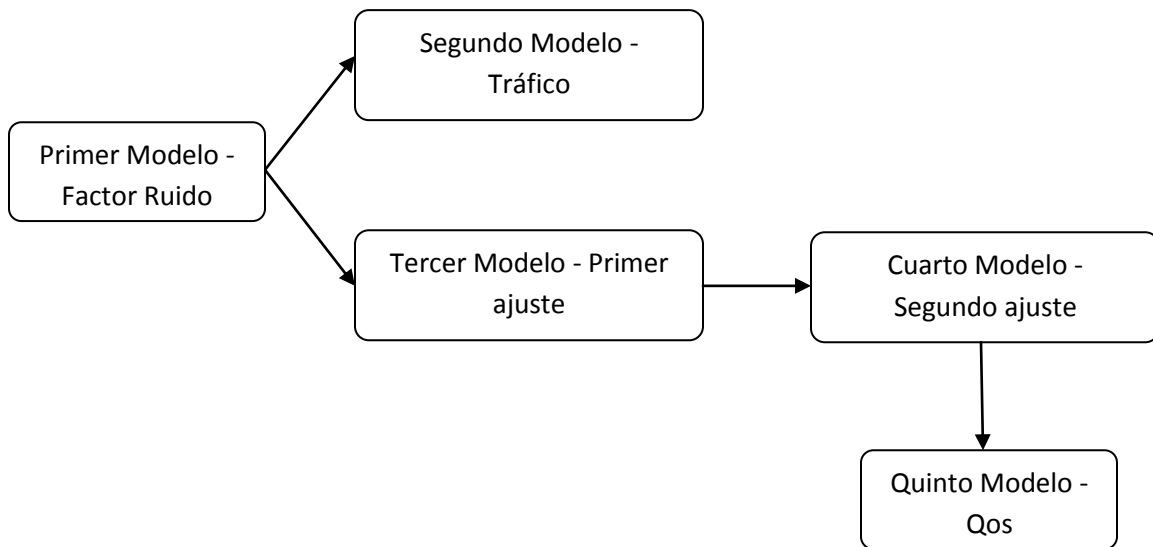 Segundo Modelo -
Tráfico
Primer Modelo -
Factor Ruido
Tercer Modelo - Primer
ajuste
Cuarto Modelo -
Segundo ajuste
Quinto Modelo -
Qos